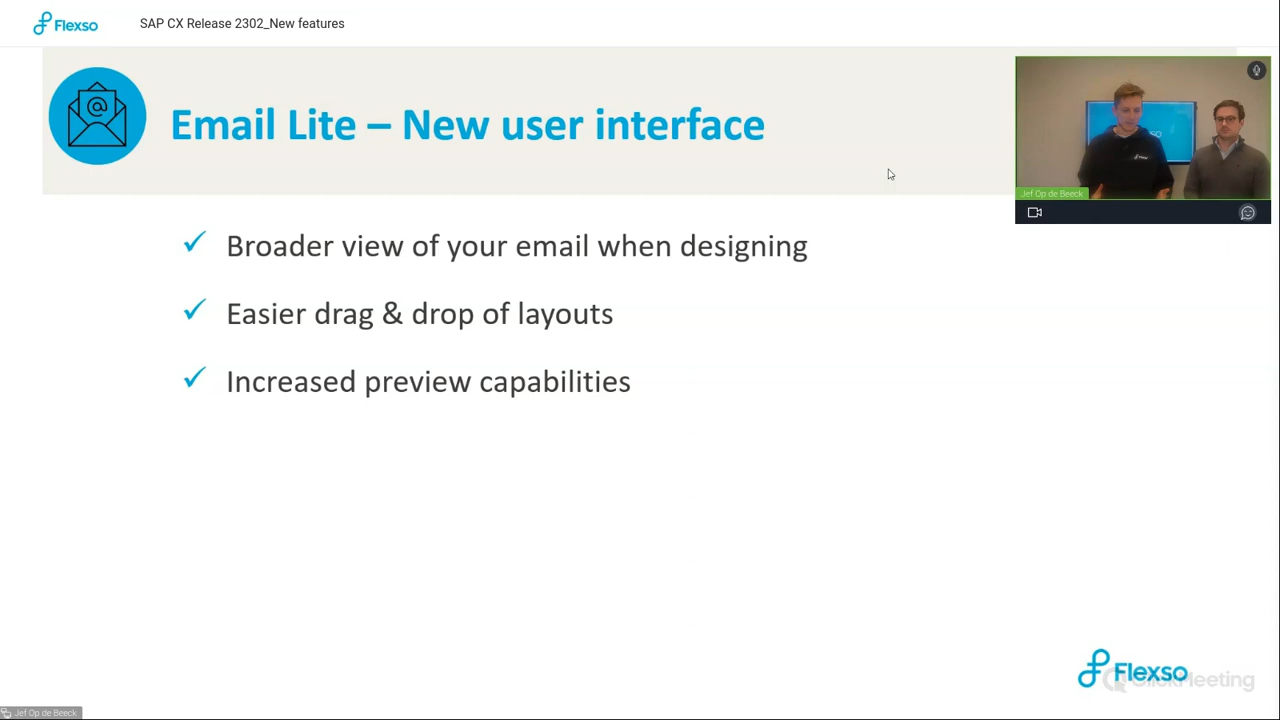 Flexso
SAP CX Release 2302_New features
Email Lite – New user interface
Jef Op de Beeck
✓ Broader view of your email when designing
✓ Easier drag & drop of layouts
✓ Increased preview capabilities
Flexso
ClickMeeting
Jef Op de Beeck